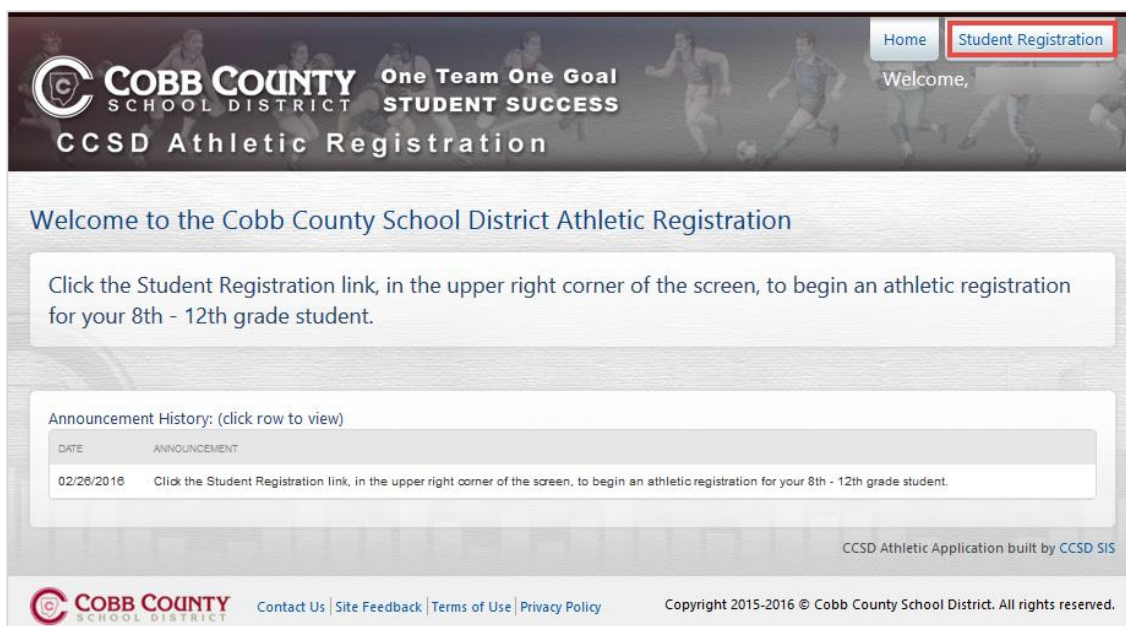 Home
Student Registration
Welcome,
C
COBB COUNTY
SCHOOL DISTRICT
One Team One Goal
STUDENT SUCCESS
CCSD Athletic Registration
Welcome to the Cobb County School District Athletic Registration
Click the Student Registration link, in the upper right corner of the screen, to begin an athletic registration
for your 8th - 12th grade student.
Announcement History: (click row to view)
DATE ANNOUNCEMENT
02/26/2016 Click the Student Registration link, in the upper right corner of the screen, to begin an athletic registration for your 8th - 12th grade student.
CCSD Athletic Application built by CCSD SIS
C
COBB COUNTY
SCHOOL DISTRICT
Contact Us | Site Feedback | Terms of Use | Privacy Policy
Copyright 2015-2016 © Cobb County School District. All rights reserved.